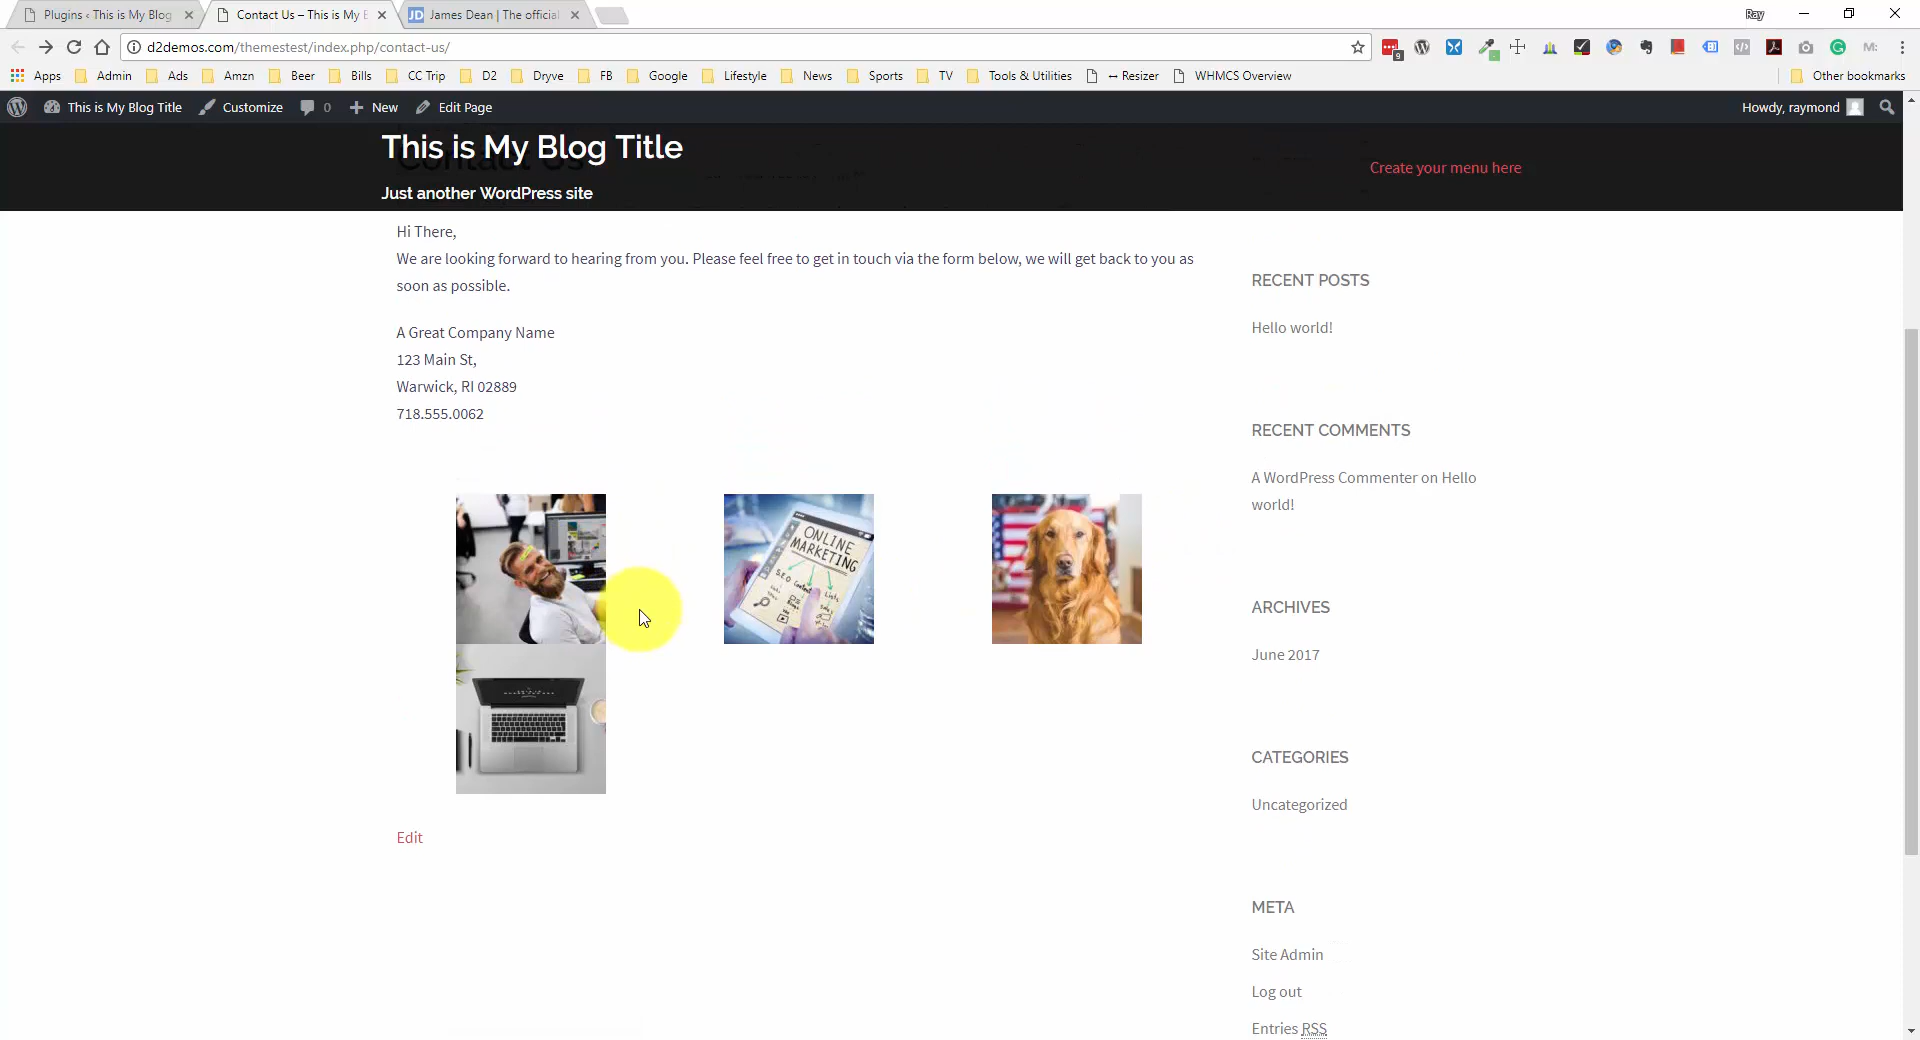 Plugins ‹ This is My Blog
Contact Us – This is My B
James Dean | The official
Ray
d2demos.com/themestest/index.php/contact-us/
9
M:
Apps
Admin
Ads
Amzn
Beer
Bills
CC Trip
D2
Dryve
FB
Google
Lifestyle
News
Sports
TV
Tools & Utilities
↔ Resizer
WHMCS Overview
Other bookmarks
This is My Blog Title
Customize
0
New
Edit Page
Howdy, raymond
This is My Blog Title
Contact Us
Create your menu here
Just another WordPress site
Hi There,
We are looking forward to hearing from you. Please feel free to get in touch via the form below, we will get back to you as
soon as possible.
A Great Company Name
123 Main St,
Warwick, RI 02889
718.555.0062
ONLINE
MARKETING
RECENT POSTS
Hello world!
RECENT COMMENTS
A WordPress Commenter on Hello
world!
ARCHIVES
June 2017
CATEGORIES
Uncategorized
Edit
META
Site Admin
Log out
Entries RSS